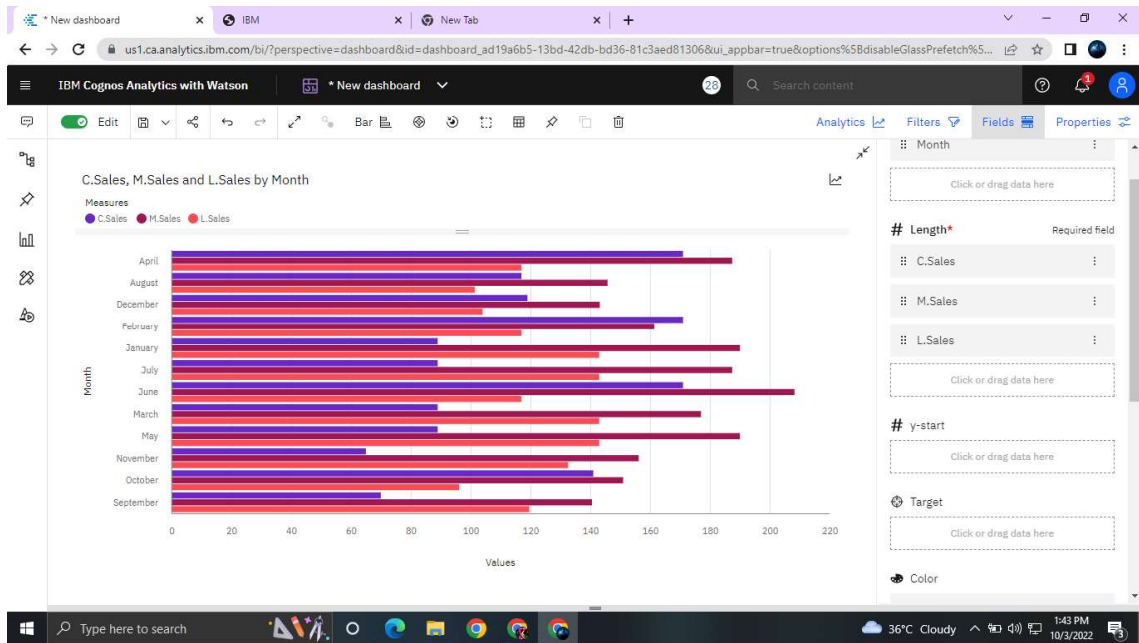 * New dashboard
IBM
New Tab
us1.ca.analytics.ibm.com/bi/?perspective=dashboard&id=dashboard_ad19a6b5-13bd-42db-bd36-81c3aed81306&ui_appbar=true&options%5BdisableGlassPrefetch%5...
IBM Cognos Analytics with Watson
* New dashboard
28
Search content
1
Edit
Bar
Analytics
Filters
Fields
Properties
C.Sales, M.Sales and L.Sales by Month
Measures
C.Sales M.Sales L.Sales
April
August
December
February
January
July
June
March
May
November
October
September
Month
0 20 40 60 80 100 120 140 160 180 200 220
Values
Month
Click or drag data here
# Length* Required field
C.Sales
M.Sales
L.Sales
Click or drag data here
# y-start
Click or drag data here
Target
Click or drag data here
Color
Type here to search
36°C Cloudy
1:43 PM
10/3/2022
3